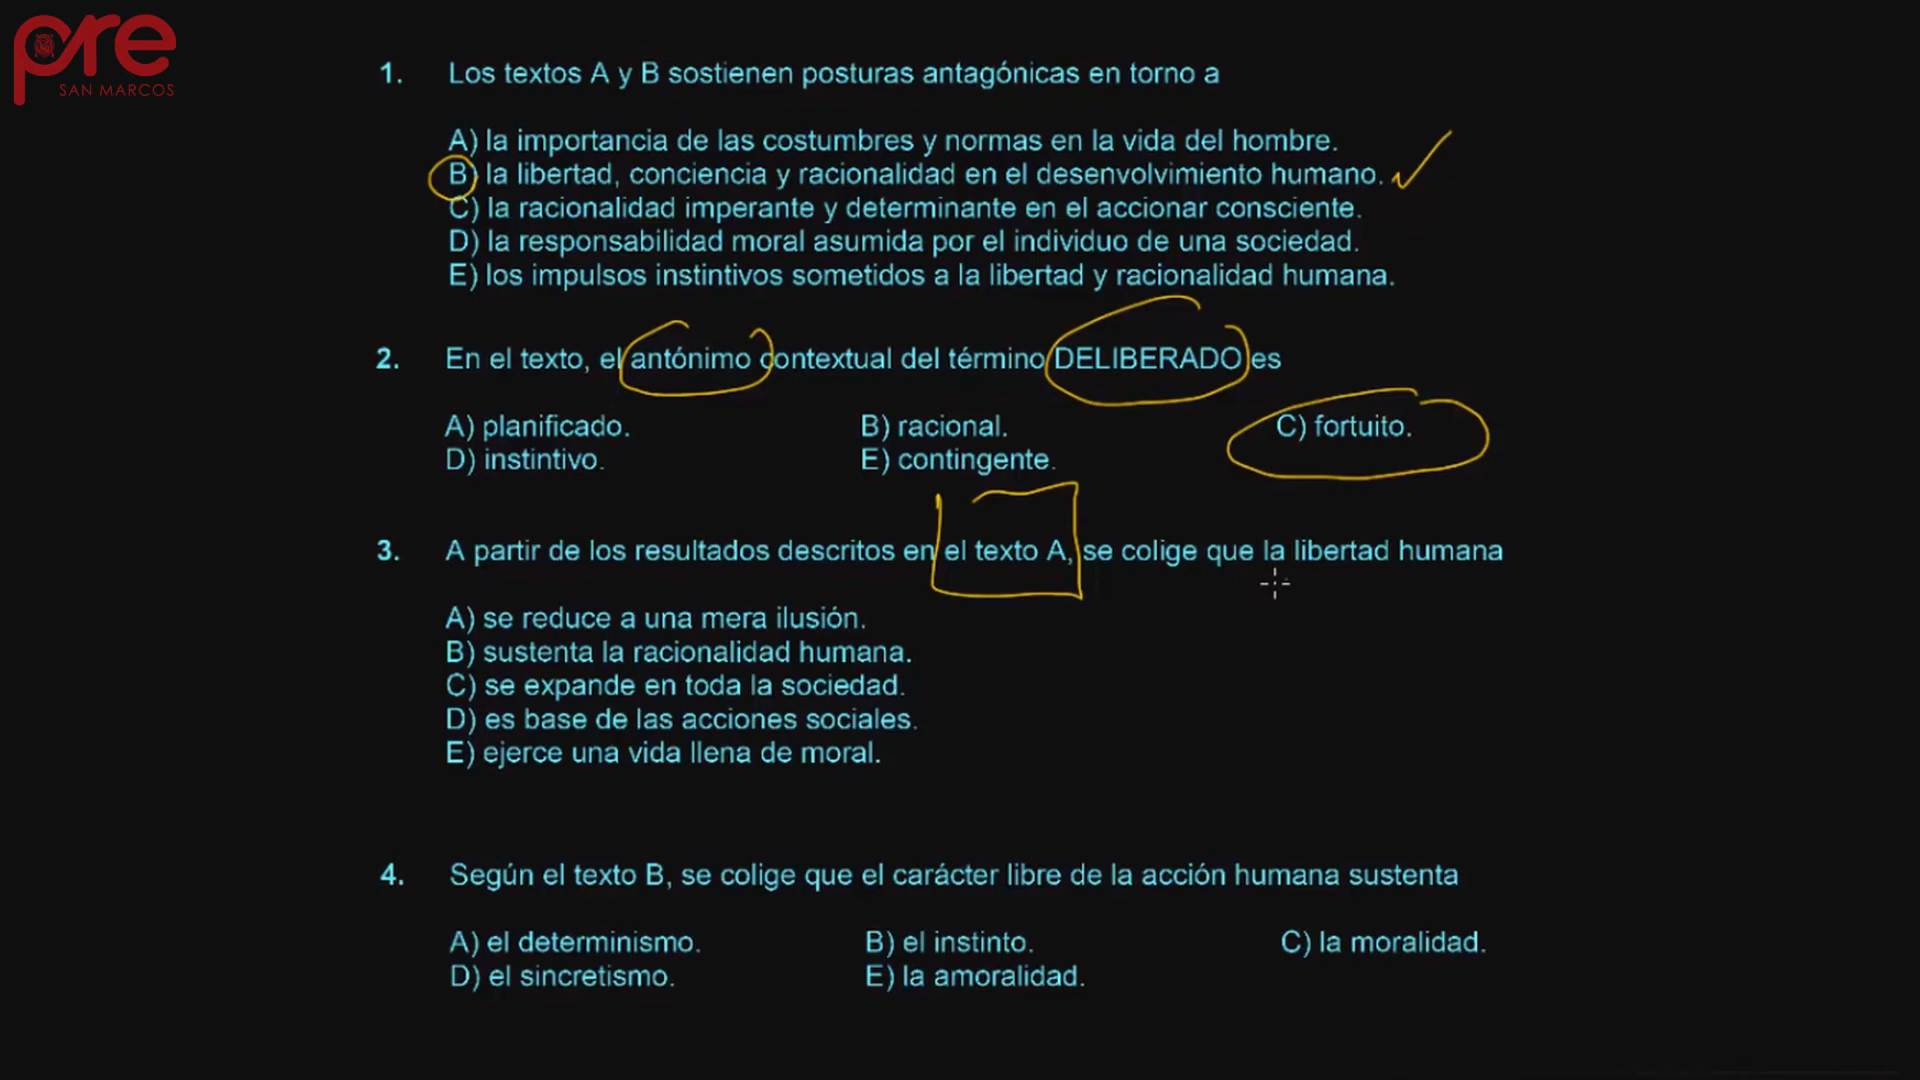 pre
SAN MARCOS
1. Los textos A y B sostienen posturas antagónicas en torno a
A) la importancia de las costumbres y normas en la vida del hombre.
B) la libertad, conciencia y racionalidad en el desenvolvimiento humano.
C) la racionalidad imperante y determinante en el accionar consciente.
D) la responsabilidad moral asumida por el individuo de una sociedad.
E) los impulsos instintivos sometidos a la libertad y racionalidad humana.
2. En el texto, el antónimo contextual del término DELIBERADO es
A) planificado. B) racional. C) fortuito.
D) instintivo. E) contingente.
3. A partir de los resultados descritos en el texto A, se colige que la libertad humana
A) se reduce a una mera ilusión.
B) sustenta la racionalidad humana.
C) se expande en toda la sociedad.
D) es base de las acciones sociales.
E) ejerce una vida llena de moral.
4. Según el texto B, se colige que el carácter libre de la acción humana sustenta
A) el determinismo. B) el instinto. C) la moralidad.
D) el sincretismo. E) la amoralidad.